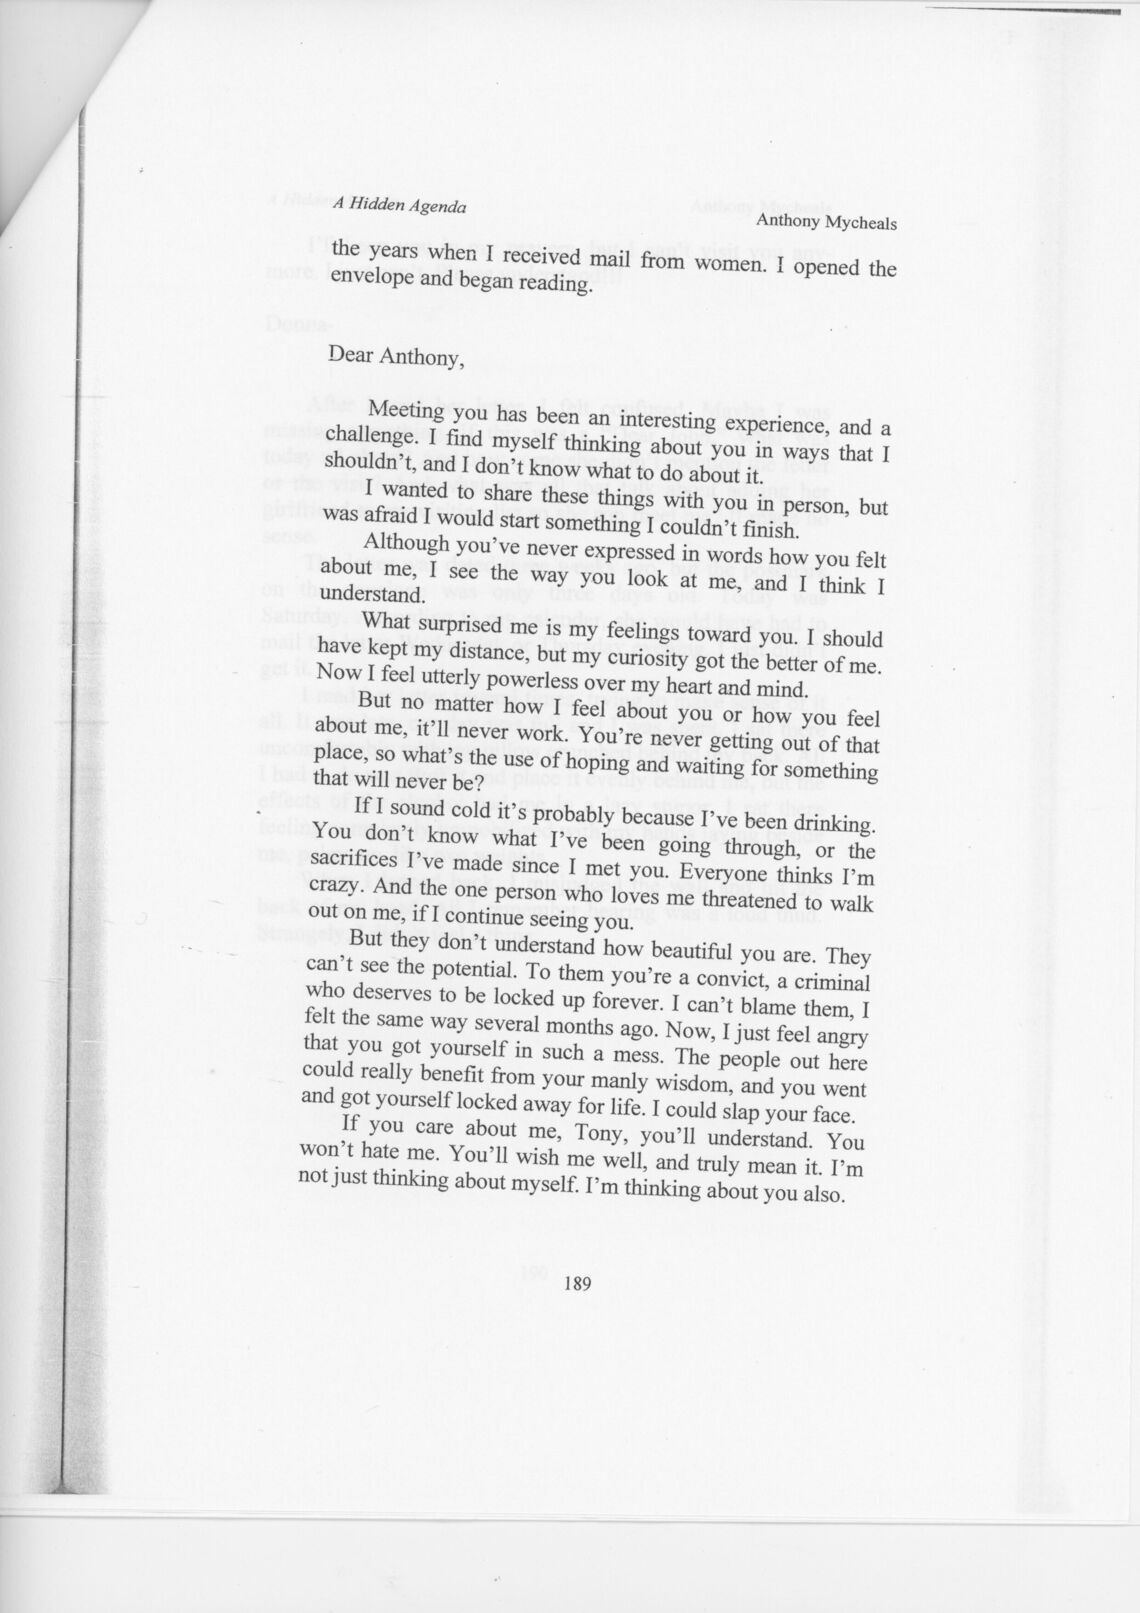 A Hidden Agenda
Anthony Mycheals
the years when I received mail from women. I opened the
envelope and began reading.
Dear Anthony,
Meeting you has been an interesting experience, and a
challenge. I find myself thinking about you in ways that I
shouldn't, and I don't know what to do about it.
I wanted to share these things with you in person, but
was afraid I would start something I couldn't finish.
Although you've never expressed in words how you felt
about me, I see the way you look at me, and I think I
understand.
What surprised me is my feelings toward you. I should
have kept my distance, but my curiosity got the better of me.
Now I feel utterly powerless over my heart and mind.
But no matter how I feel about you or how you feel
about me, it'll never work. You're never getting out of that
place, so what's the use of hoping and waiting for something
that will never be?
If I sound cold it's probably because I've been drinking.
You don't know what I've been going through, or the
sacrifices I've made since I met you. Everyone thinks I'm
crazy. And the one person who loves me threatened to walk
out on me, if I continue seeing you.
But they don't understand how beautiful you are. They
can't see the potential. To them you're a convict, a criminal
who deserves to be locked up forever. I can't blame them, I
felt the same way several months ago. Now, I just feel angry
that you got yourself in such a mess. The people out here
could really benefit from your manly wisdom, and you went
and got yourself locked away for life. I could slap your face.
If you care about me, Tony, you'll understand. You
won't hate me. You'll wish me well, and truly mean it. I'm
not just thinking about myself. I'm thinking about you also.
189